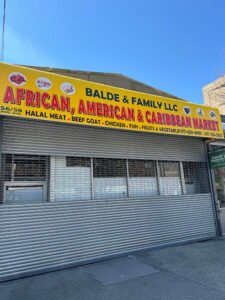 BALDE & FAMILY LLC
AFRICAN, AMERICAN & CARIBBEAN MARKET
HALAL MEAT - BEEF GOAT - CHICKEN - FISH - FRUITS & VEGETABLES